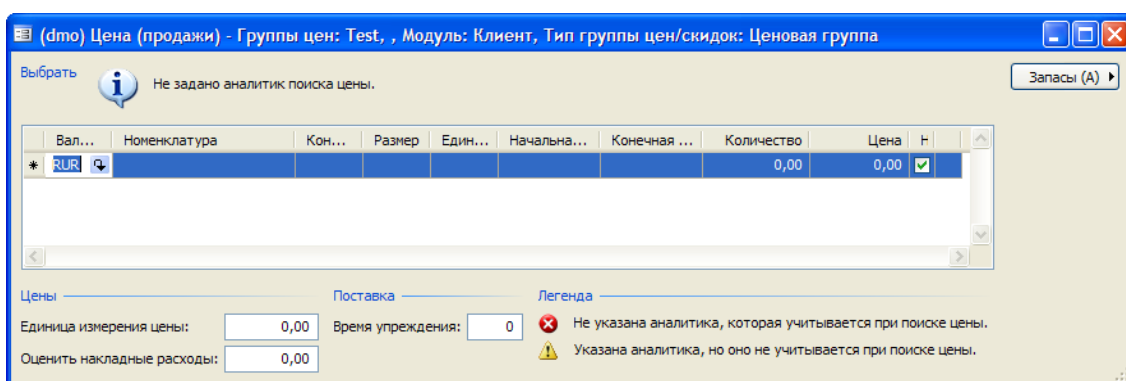 (dmo) Цена (продажи) - Группы цен: Test, , Модуль: Клиент, Тип группы цен/скидок: Ценовая группа
Выбрать
Не задано аналитик поиска цены.
Запасы (А)
Вал... Номенклатура Кон... Размер Един... Начальна... Конечная ... Количество Цена Н
RUR 0,00 0,00
Цены Поставка Легенда
Единица измерения цены: 0,00 Время упреждения: 0 Не указана аналитика, которая учитывается при поиске цены.
Оценить накладные расходы: 0,00 Указана аналитика, но оно не учитывается при поиске цены.